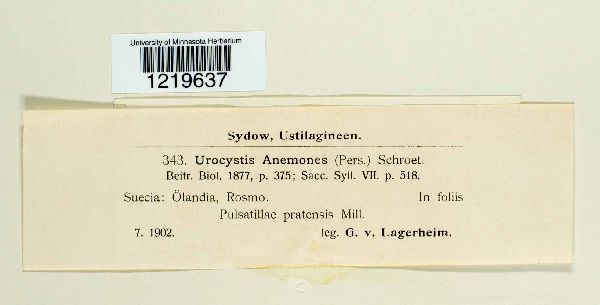 University of Minnesota Herbarium
1219637
Sydow, Ustilagineen.
343. Urocystis Anemones (Pers.) Schroet.
Beitr. Biol. 1877, p. 375; Sacc. Syll. VII. p. 518.
Suecia: Ölandia, Rosmo. In foliis
Pulsatillae pratensis Mill.
7. 1902. leg. G. v. Lagerheim.